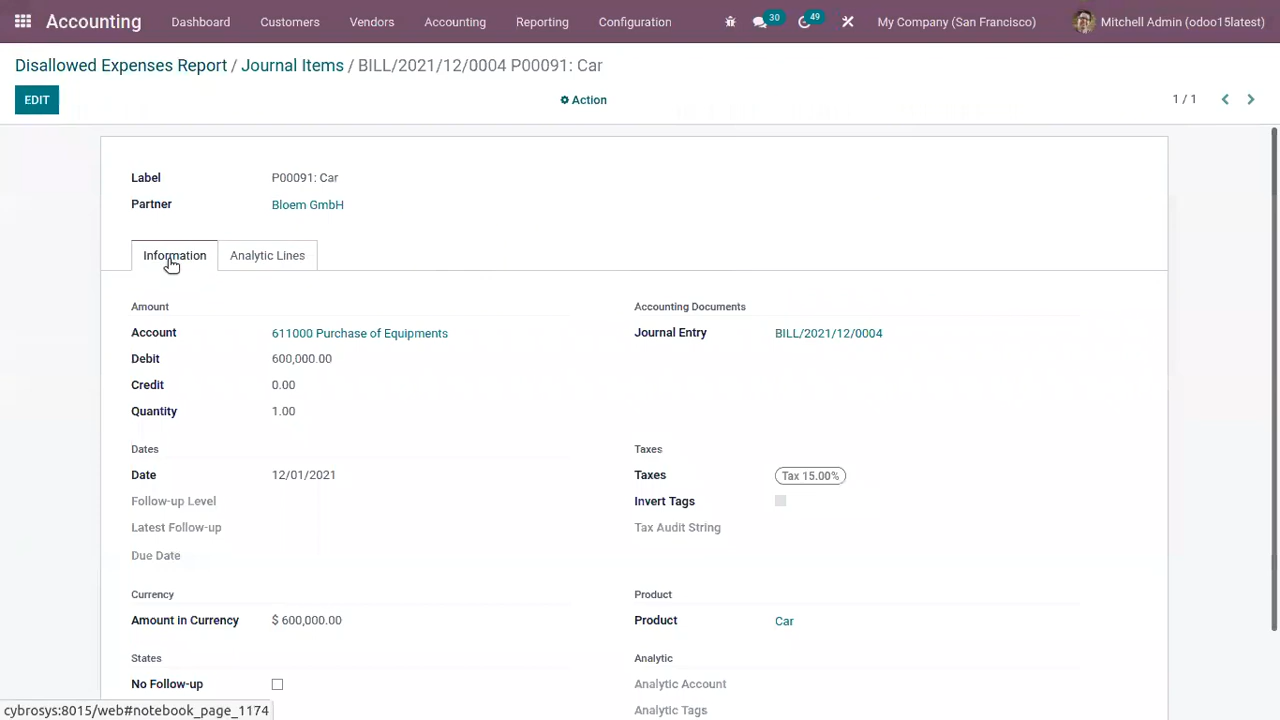 Accounting Dashboard Customers Vendors Accounting Reporting Configuration 30 49 My Company (San Francisco) Mitchell Admin (odoo15latest)
Disallowed Expenses Report / Journal Items / BILL/2021/12/0004 P00091: Car
EDIT Action 1 / 1
Label P00091: Car
Partner Bloem GmbH
Information Analytic Lines
Amount Accounting Documents
Account 611000 Purchase of Equipments Journal Entry BILL/2021/12/0004
Debit 600,000.00
Credit 0.00
Quantity 1.00
Dates Taxes
Date 12/01/2021 Taxes Tax 15.00%
Follow-up Level Invert Tags
Latest Follow-up Tax Audit String
Due Date
Currency Product
Amount in Currency $ 600,000.00 Product Car
States Analytic
No Follow-up Analytic Account
Analytic Tags
cybrosys:8015/web#notebook_page_1174